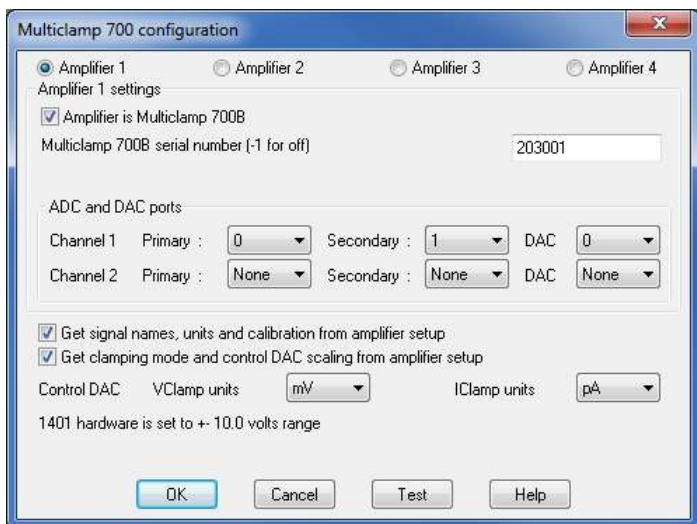 Multiclamp 700 configuration
Amplifier 1 Amplifier 2 Amplifier 3 Amplifier 4
Amplifier 1 settings
Amplifier is Multiclamp 700B
Multiclamp 700B serial number (-1 for off) 203001
ADC and DAC ports
Channel 1 Primary : 0 Secondary : 1 DAC 0
Channel 2 Primary : None Secondary : None DAC None
Get signal names, units and calibration from amplifier setup
Get clamping mode and control DAC scaling from amplifier setup
Control DAC VClamp units mV IClamp units pA
1401 hardware is set to +- 10.0 volts range
OK Cancel Test Help